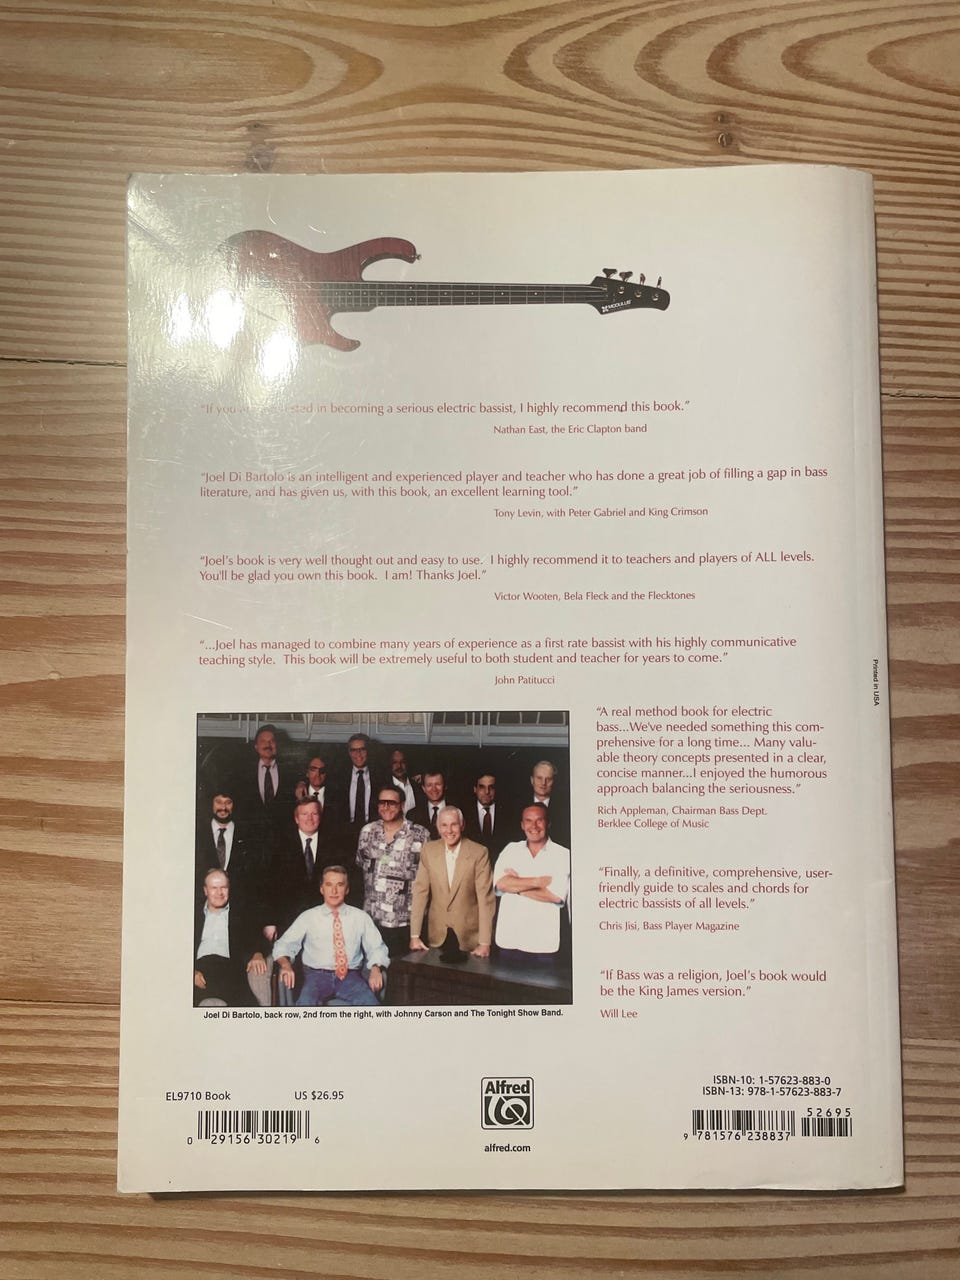 MODULUS
"If you in becoming a serious electric bassist, I highly recommend this book."
Nathan East, the Eric Clapton band
"Joel Di Bartolo is an intelligent and experienced player and teacher who has done a great job of filling a gap in bass
literature, and has given us, with this book, an excellent learning tool."
Tony Levin, with Peter Gabriel and King Crimson
"Joel's book is very well thought out and easy to use. I highly recommend it to teachers and players of ALL levels.
You'll be glad you own this book. I am! Thanks Joel."
Victor Wooten, Bela Fleck and the Flecktones
"...Joel has managed to combine many years of experience as a first rate bassist with his highly communicative
teaching style. This book will be extremely useful to both student and teacher for years to come."
John Patitucci
Printed in USA
"A real method book for electric
bass...We've needed something this com-
prehensive for a long time... Many valu-
able theory concepts presented in a clear,
concise manner...I enjoyed the humorous
approach balancing the seriousness."
Rich Appleman, Chairman Bass Dept.
Berklee College of Music
"Finally, a definitive, comprehensive, user-
friendly guide to scales and chords for
electric bassists of all levels."
Chris Jisi, Bass Player Magazine
"If Bass was a religion, Joel's book would
be the King James version."
Will Lee
Joel Di Bartolo, back row, 2nd from the right, with Johnny Carson and The Tonight Show Band.
EL9710 Book US $26.95
0 29156 30219 6
Alfred
alfred.com
ISBN-10: 1-57623-883-0
ISBN-13: 978-1-57623-883-7
52695
9 781576 238837